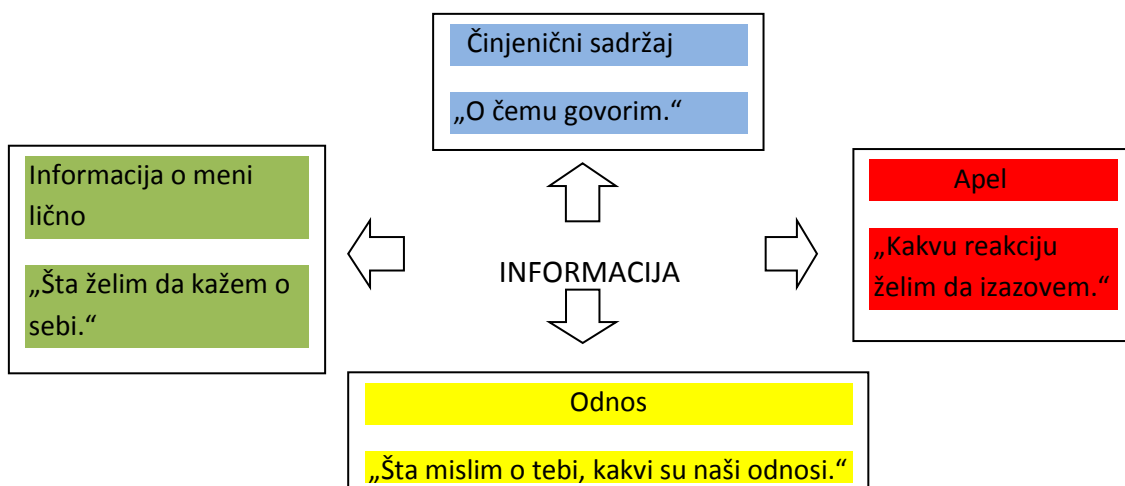 Činjenični sadržaj
„O čemu govorim.“
Informacija o meni
lično
„Šta želim da kažem o
sebi.“
INFORMACIJA
Apel
„Kakvu reakciju
želim da izazovem.“
Odnos
„Šta mislim o tebi, kakvi su naši odnosi.“